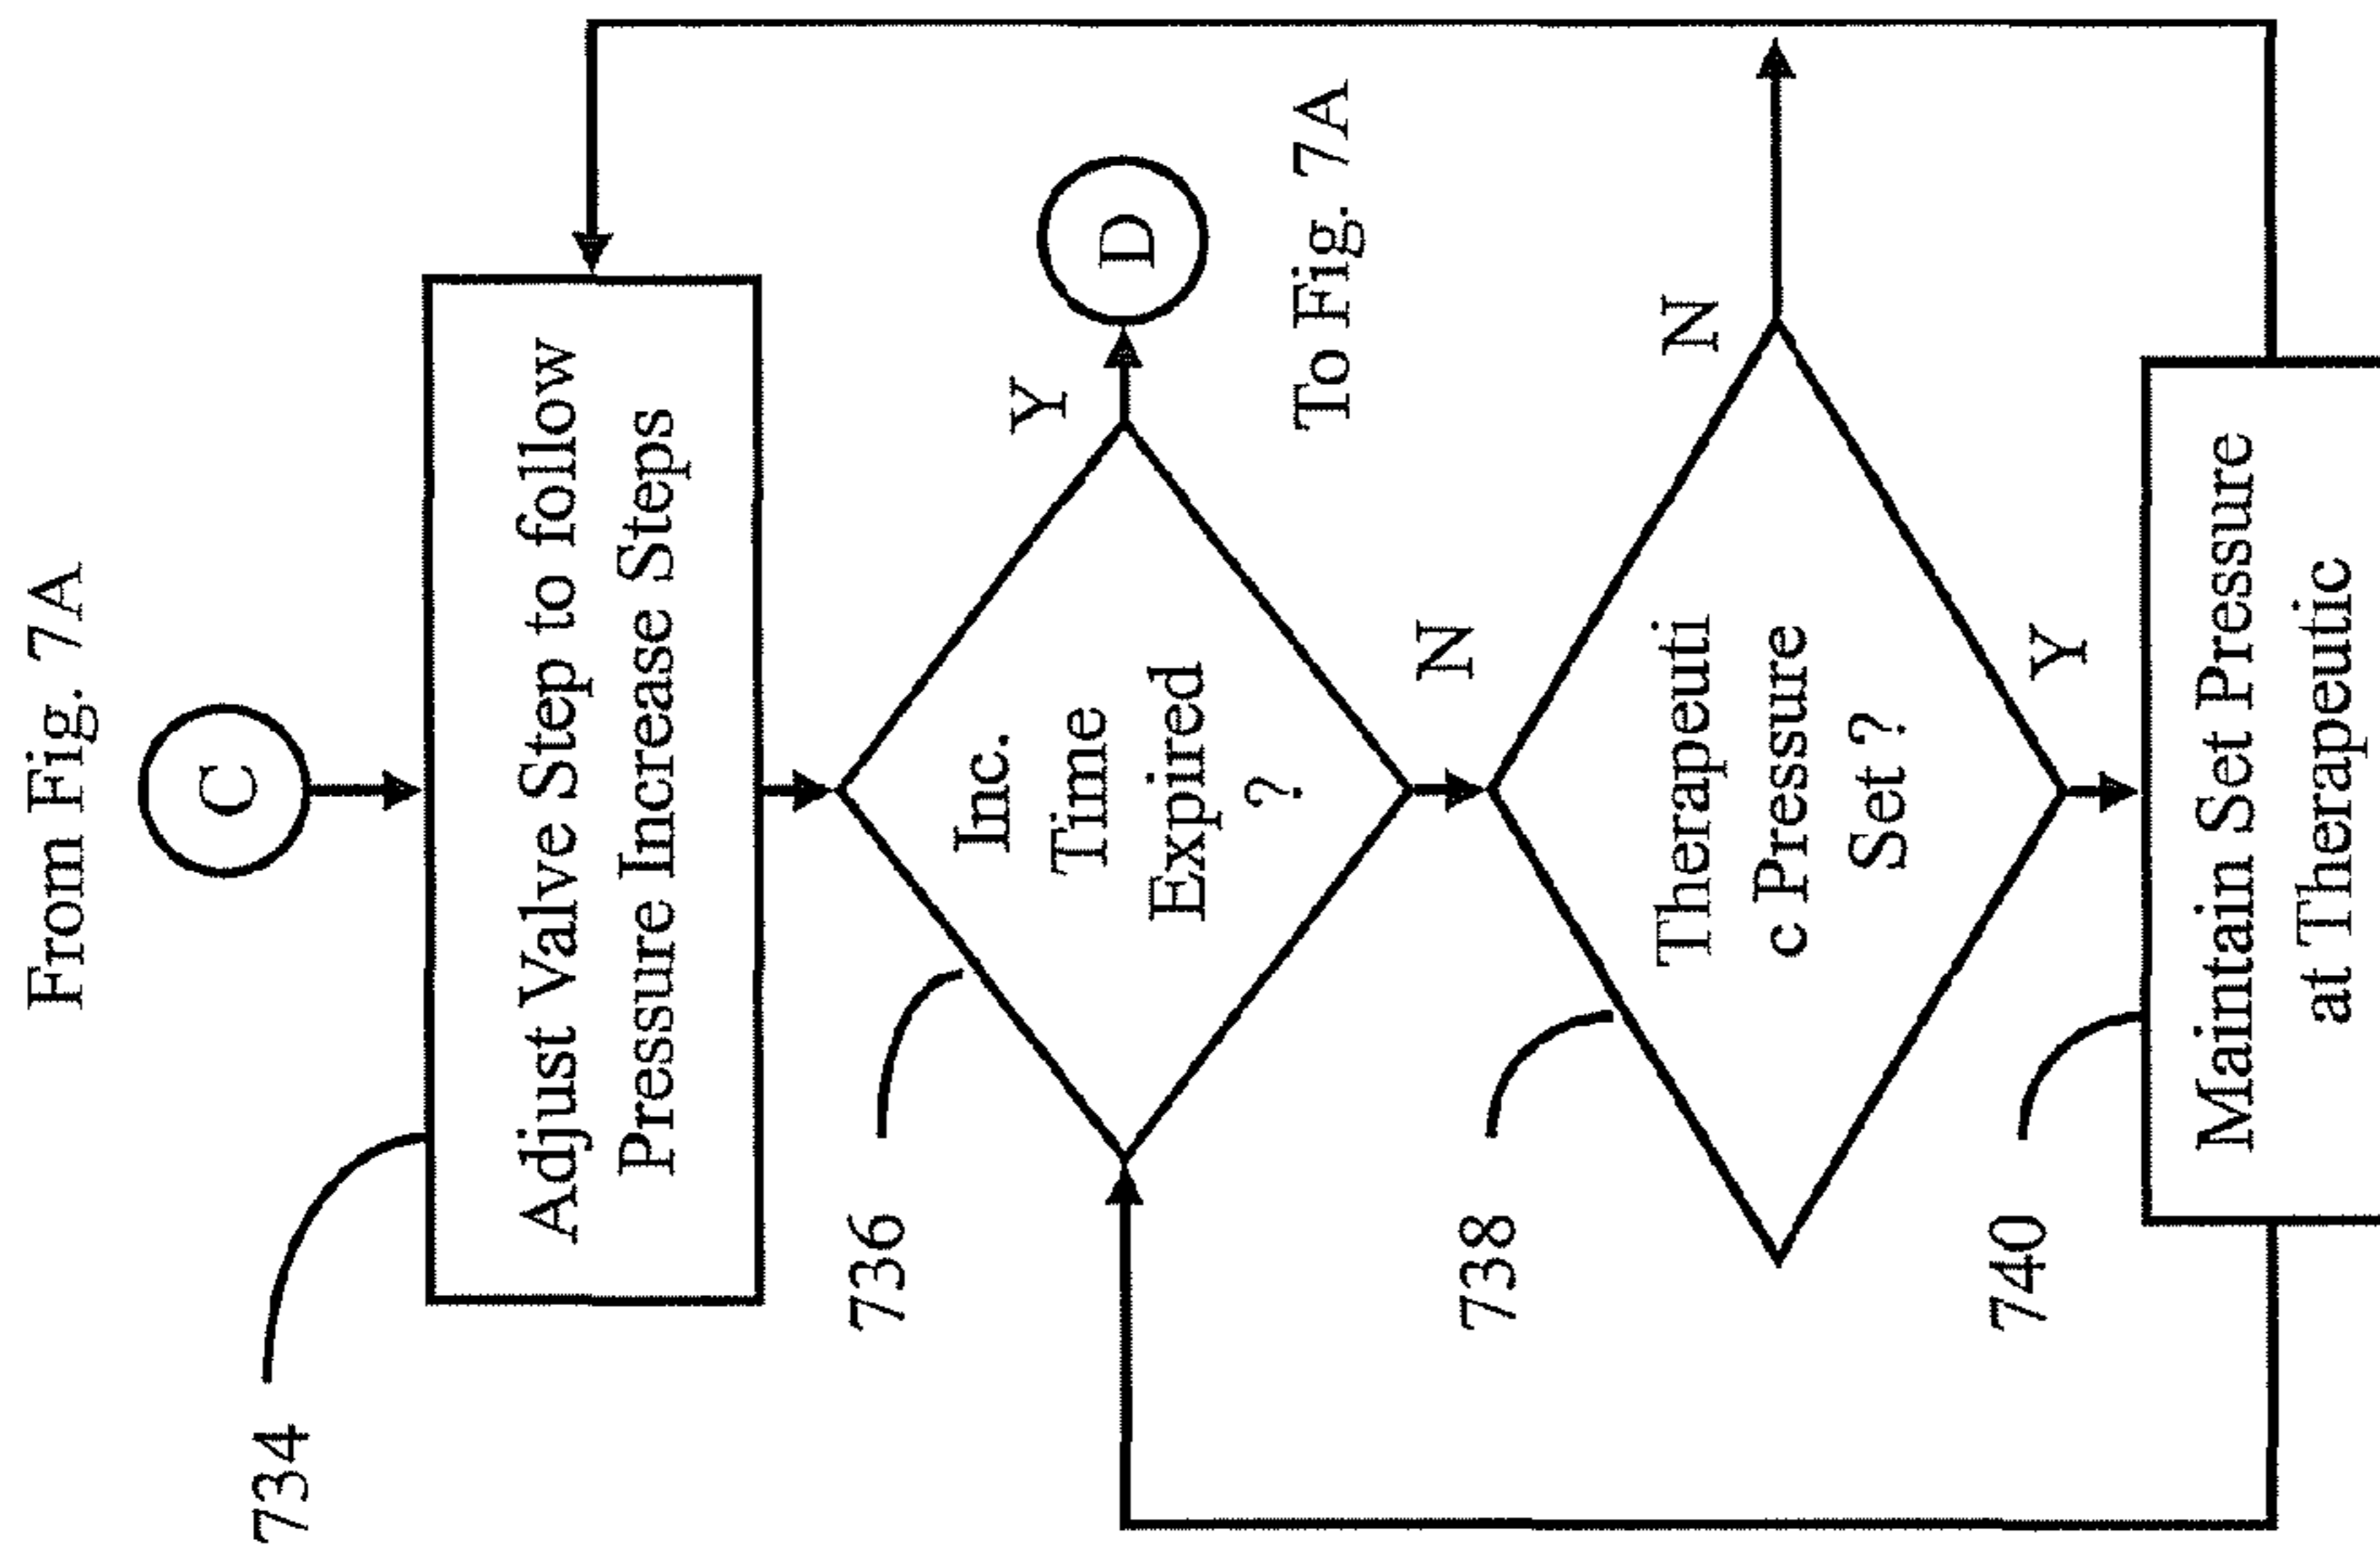 From Fig. 7A
C
734
Adjust Valve Step to follow
Pressure Increase Steps
736
Inc.
Time
Expired
?
Y
D
To Fig. 7A
N
738
Therapeuti
c Pressure
Set ?
N
Y
740
Maintain Set Pressure
at Therapeutic